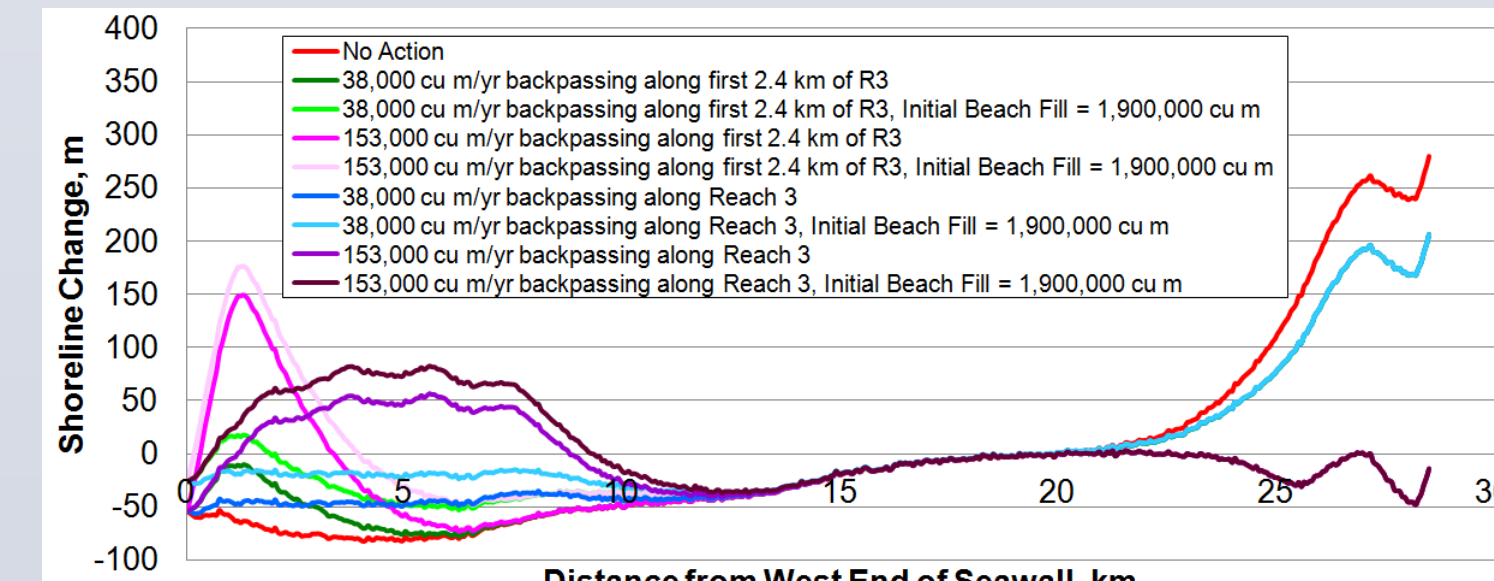 400
350
300
250
200
150
100
50
0
-50
-100
Shoreline Change, m
No Action
38,000 cu m/yr backpassing along first 2.4 km of R3
38,000 cu m/yr backpassing along first 2.4 km of R3, Initial Beach Fill = 1,900,000 cu m
153,000 cu m/yr backpassing along first 2.4 km of R3
153,000 cu m/yr backpassing along first 2.4 km of R3, Initial Beach Fill = 1,900,000 cu m
38,000 cu m/yr backpassing along Reach 3
38,000 cu m/yr backpassing along Reach 3, Initial Beach Fill = 1,900,000 cu m
153,000 cu m/yr backpassing along Reach 3
153,000 cu m/yr backpassing along Reach 3, Initial Beach Fill = 1,900,000 cu m
0 5 10 15 20 25
Distance from West End of Seawall, km